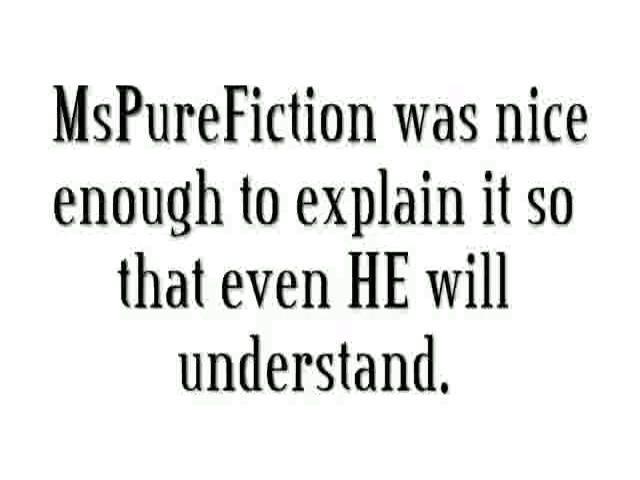 MsPureFiction was nice
enough to explain it so
that even HE will
understand.